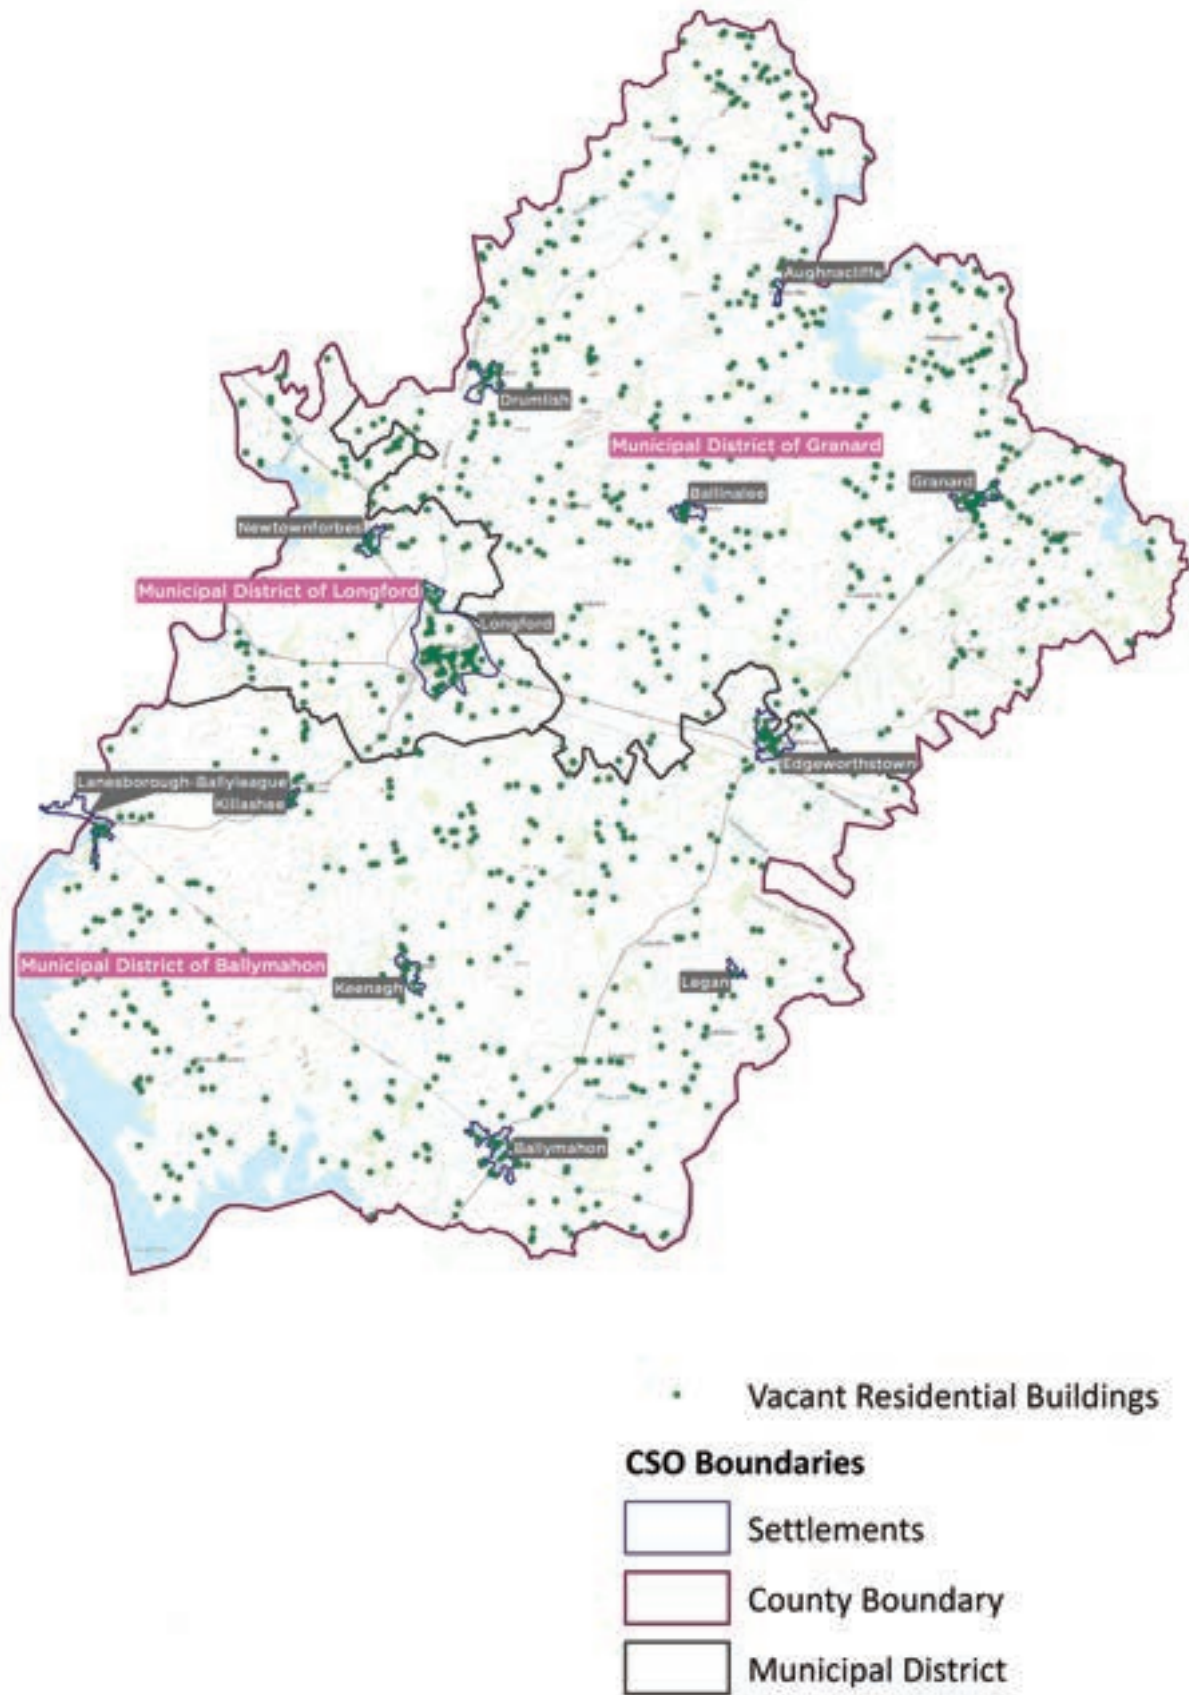 Aughnacliffe
Drumlish
Municipal District of Granard
Granard
Ballinalee
Newtownforbes
Municipal District of Longford
Longford
Edgeworthstown
Lanesborough-Ballyleague
Killashee
Municipal District of Ballymahon
Keenagh
Legan
Ballymahon
Vacant Residential Buildings
CSO Boundaries
Settlements
County Boundary
Municipal District